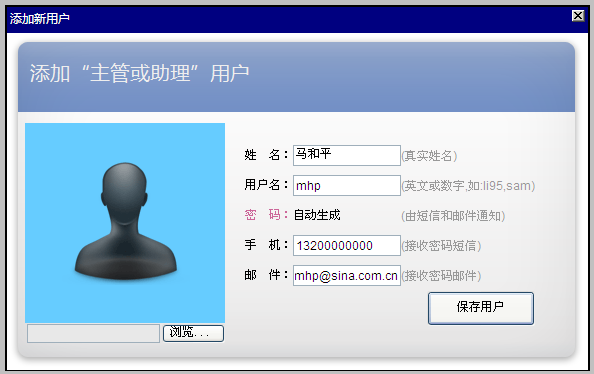 添加新用户
添加“主管或助理”用户
姓　名： 马和平 (真实姓名)
用户名： mhp (英文或数字,如:li95,sam)
密　码： 自动生成 (由短信和邮件通知)
手　机： 13200000000 (接收密码短信)
邮　件： mhp@sina.com.cn (接收密码邮件)
保存用户
浏览...